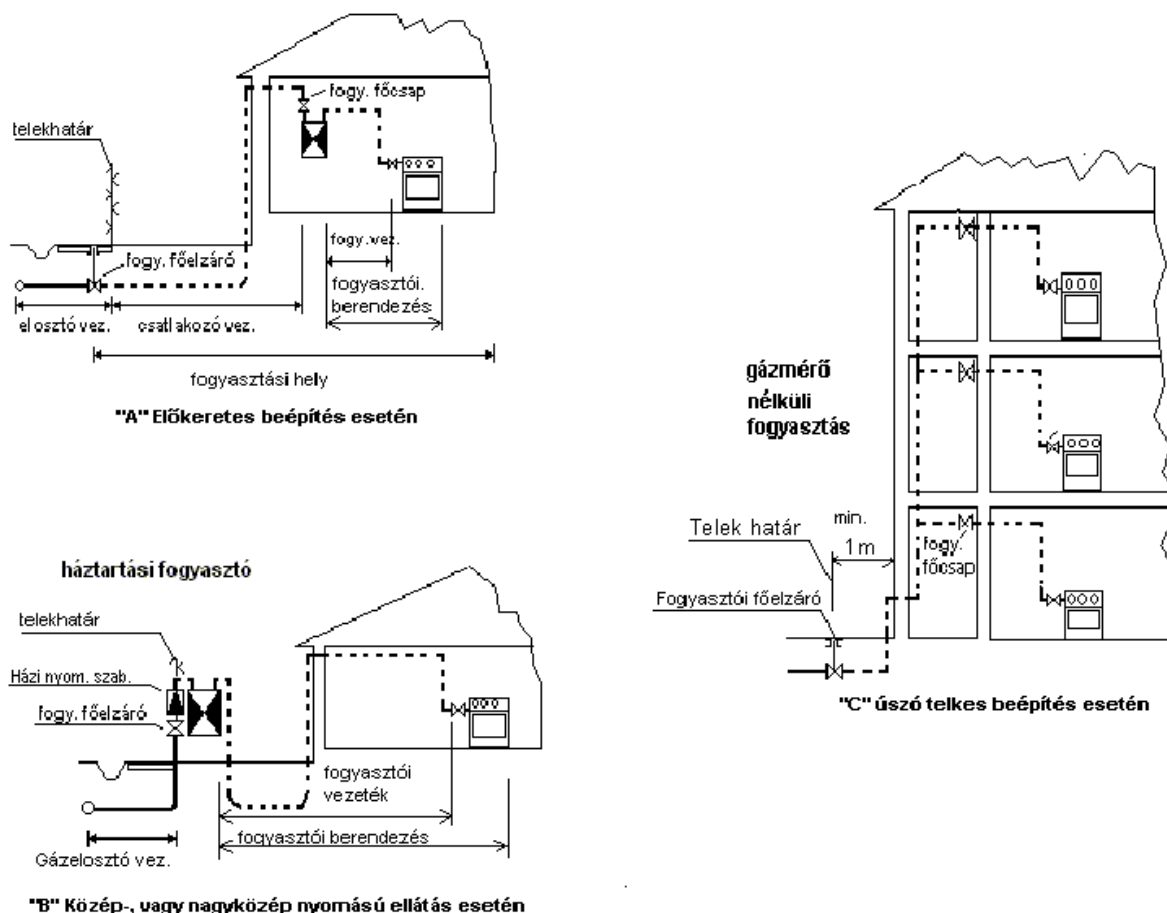 fogy. főcsap
telekhatár
fogy. főelzáró
fogy.vez.
fogyasztói.
berendezés
elosztó vez.
csatlakozó vez.
fogyasztási hely
"A" Előkeretes beépítés esetén
háztartási fogyasztó
telekhatár
Házi nyom. szab.
fogy. főelzáró
fogyasztói
vezeték
fogyasztói berendezés
Gázelosztó vez.
"B" Közép-, vagy nagyközép nyomású ellátás esetén
gázmérő
nélküli
fogyasztás
Telek határ
min.
1 m
fogy.
főcsap
Fogyasztói főelzáró
"C" úszó telkes beépítés esetén